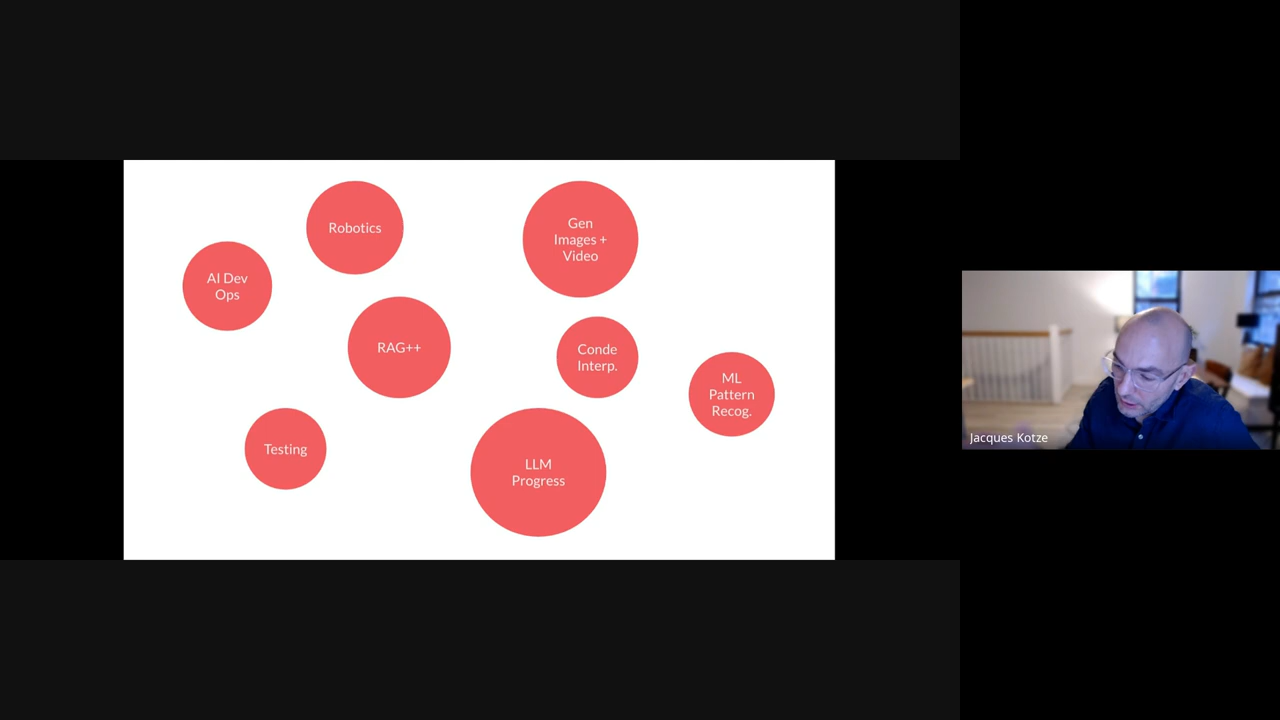 Robotics
Gen
Images +
Video
AI Dev
Ops
RAG++
Conde
Interp.
ML
Pattern
Recog.
Testing
LLM
Progress
Jacques Kotze